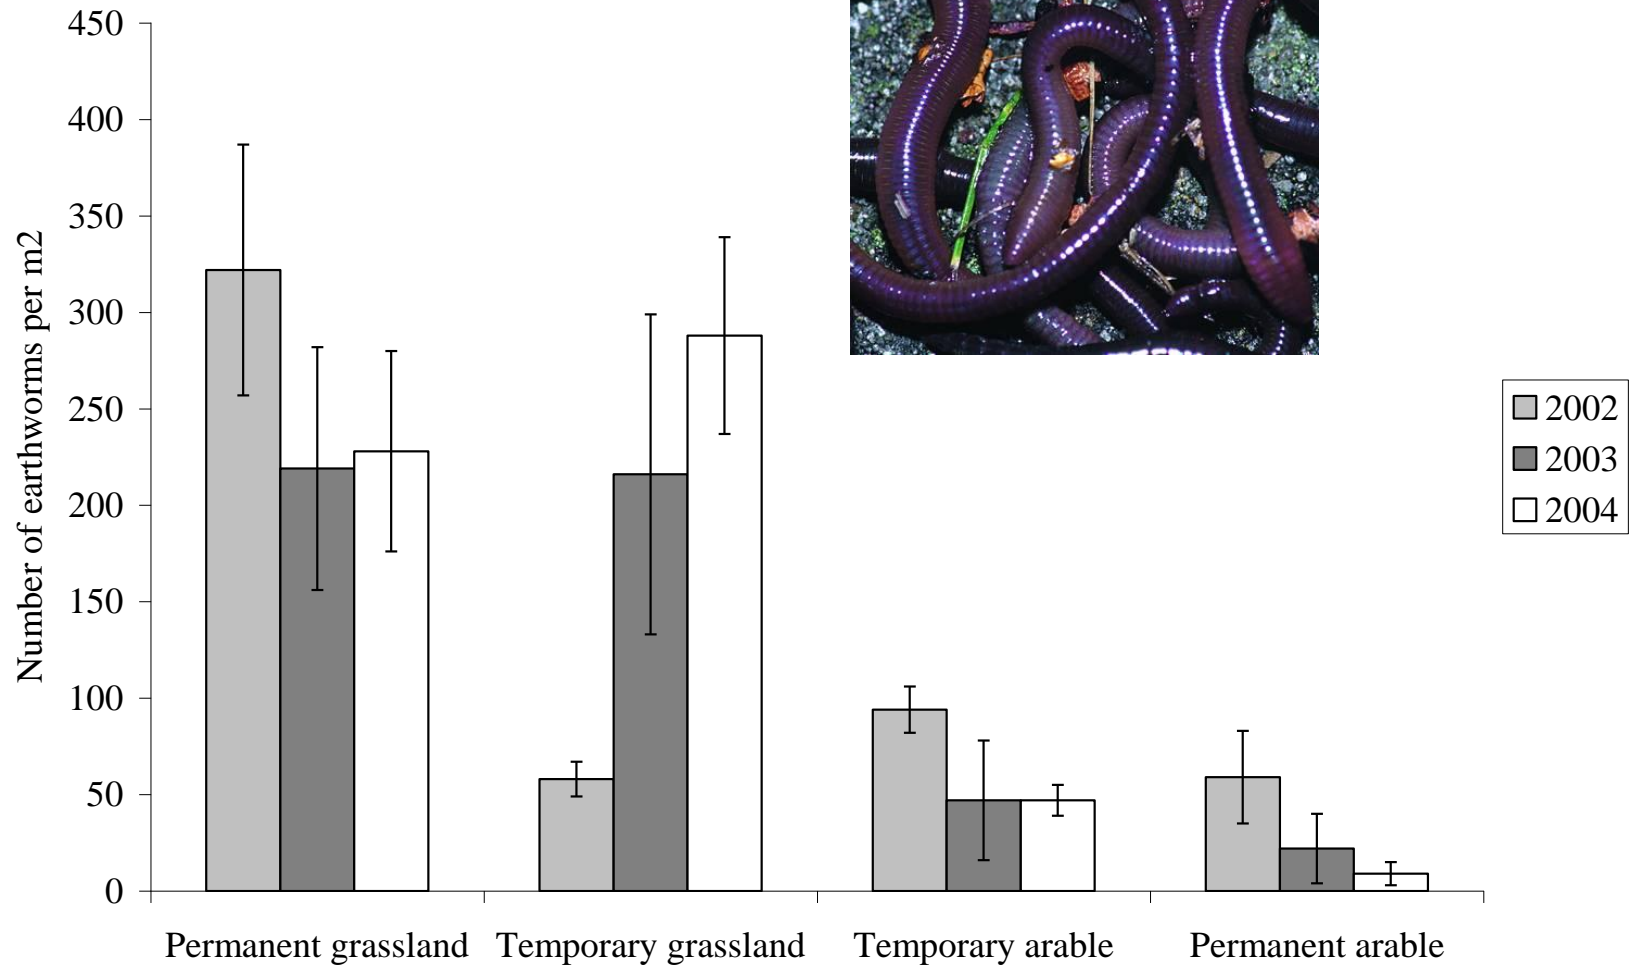 Number of earthworms per m2
450
400
350
300
250
200
150
100
50
0
Permanent grassland
Temporary grassland
Temporary arable
Permanent arable
2002
2003
2004